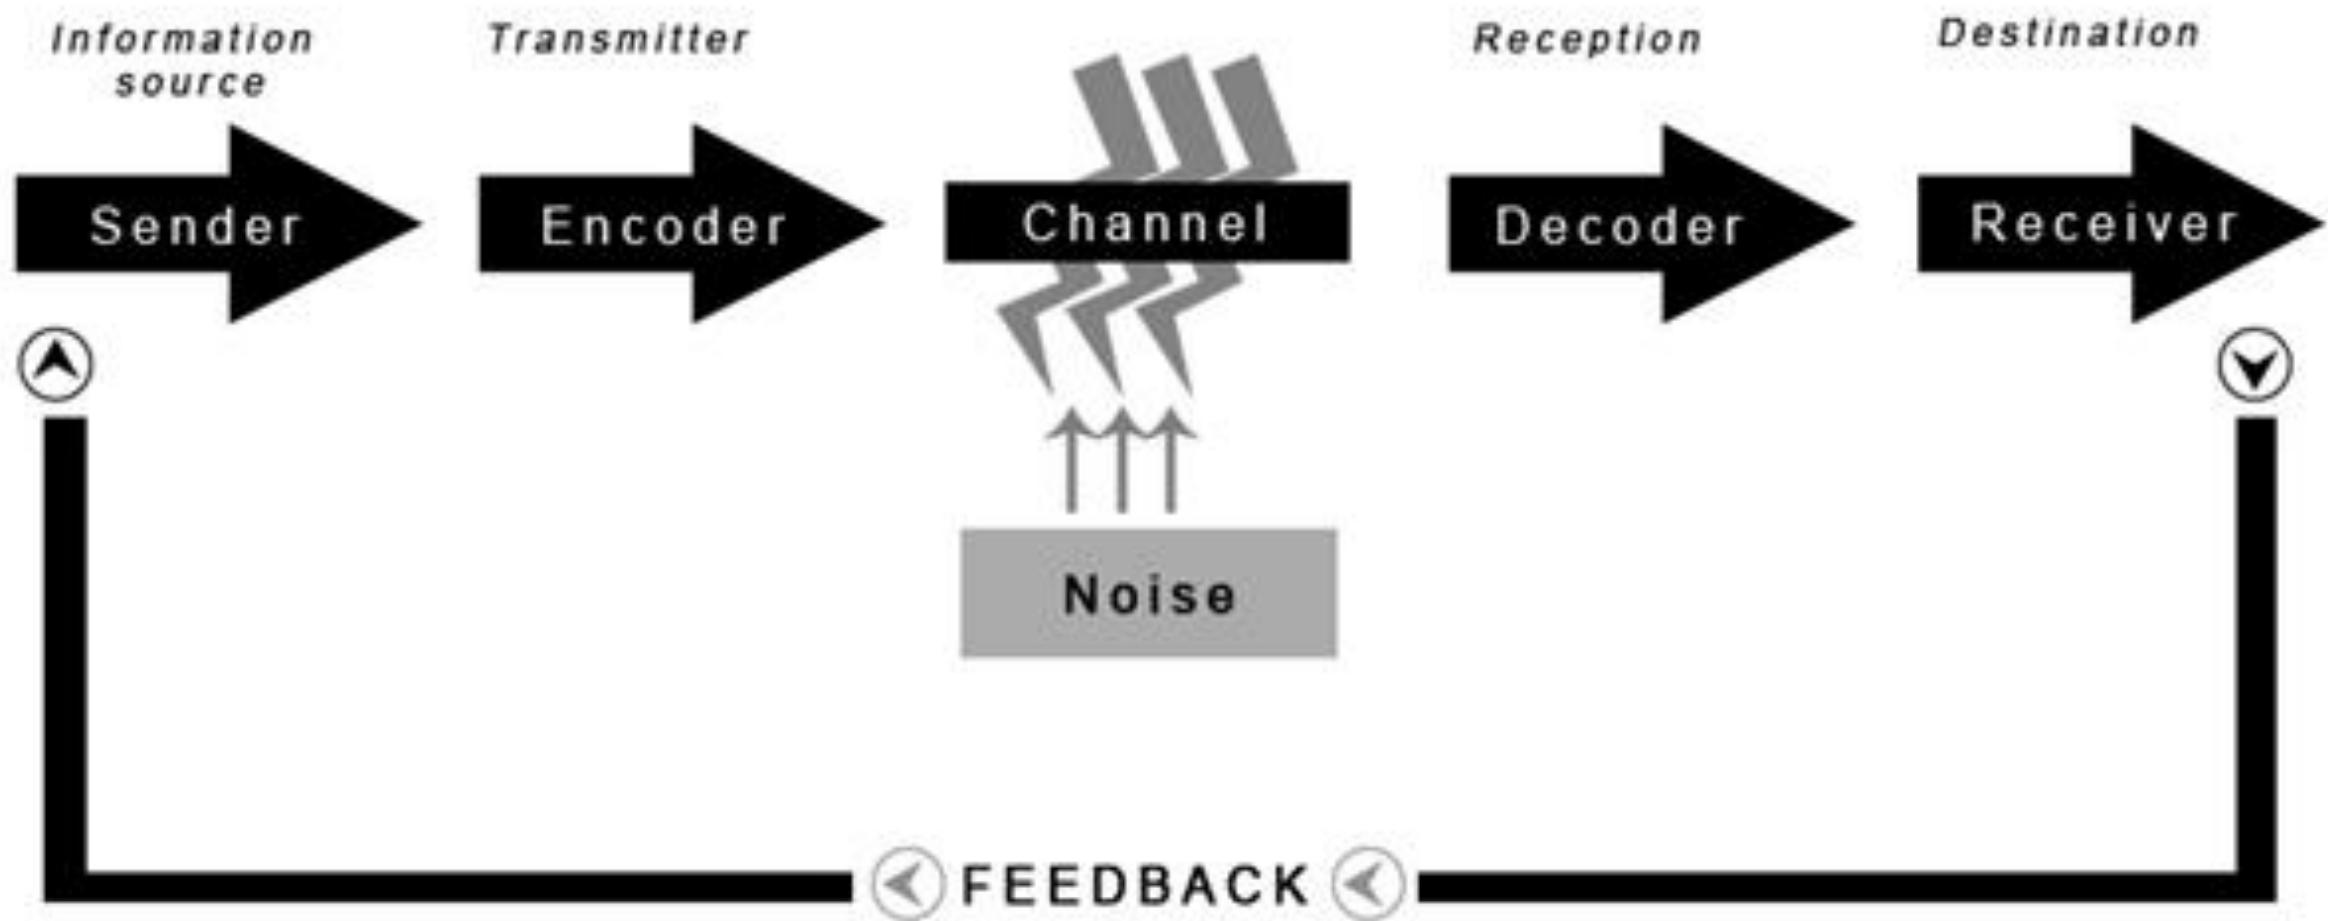 Information
source
Transmitter
Reception
Destination
Sender
Encoder
Channel
Decoder
Receiver
Noise
FEEDBACK